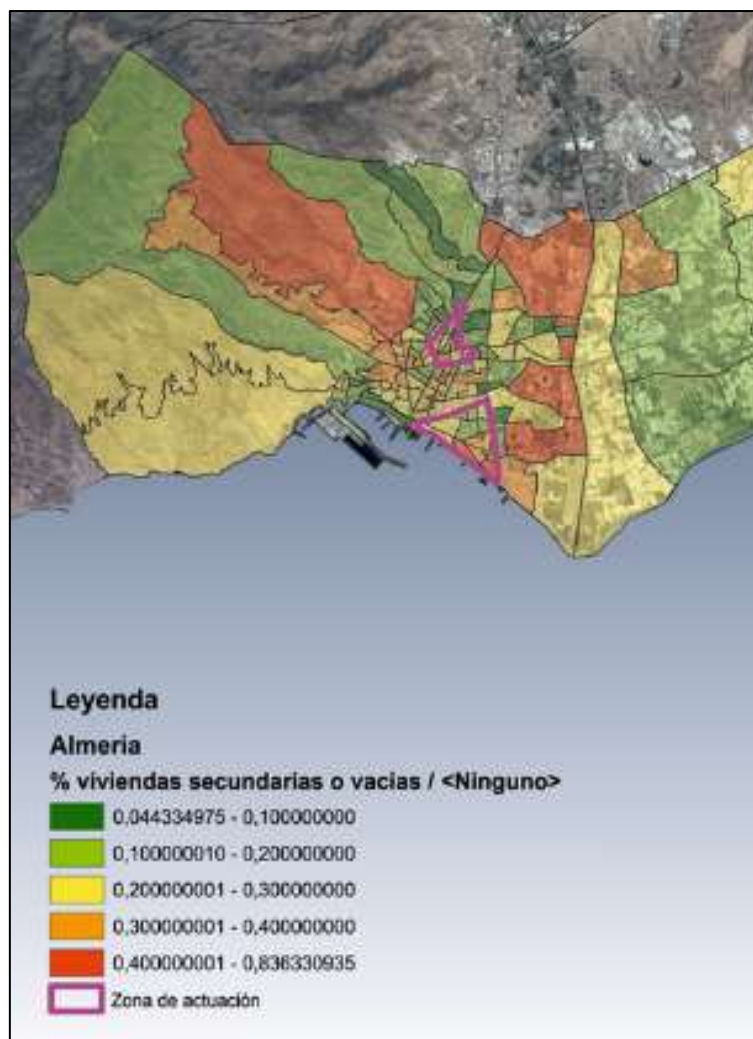 Leyenda
Almeria
% viviendas secundarias o vacias / <Ninguno>
0,044334975 - 0,100000000
0,100000010 - 0,200000000
0,200000001 - 0,300000000
0,300000001 - 0,400000000
0,400000001 - 0,836330935
Zona de actuación